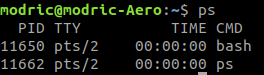 modric@modric-Aero:~$ ps
  PID TTY          TIME CMD
11650 pts/2    00:00:00 bash
11662 pts/2    00:00:00 ps